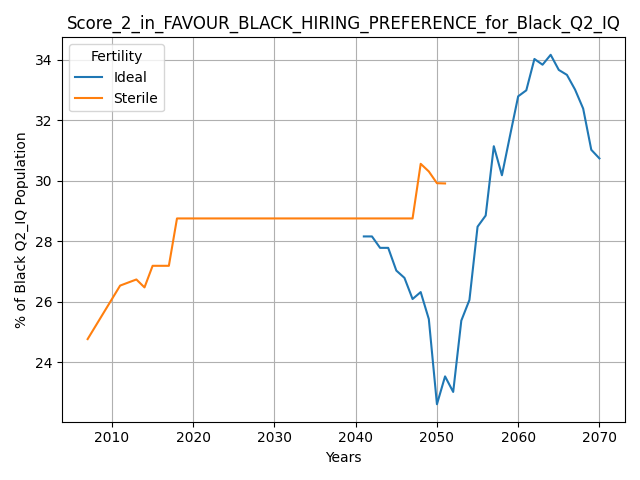 Score_2_in_FAVOUR_BLACK_HIRING_PREFERENCE_for_Black_Q2_IQ
Fertility
Ideal
Sterile
% of Black Q2_IQ Population
34
32
30
28
26
24
2010
2020
2030
2040
2050
2060
2070
Years